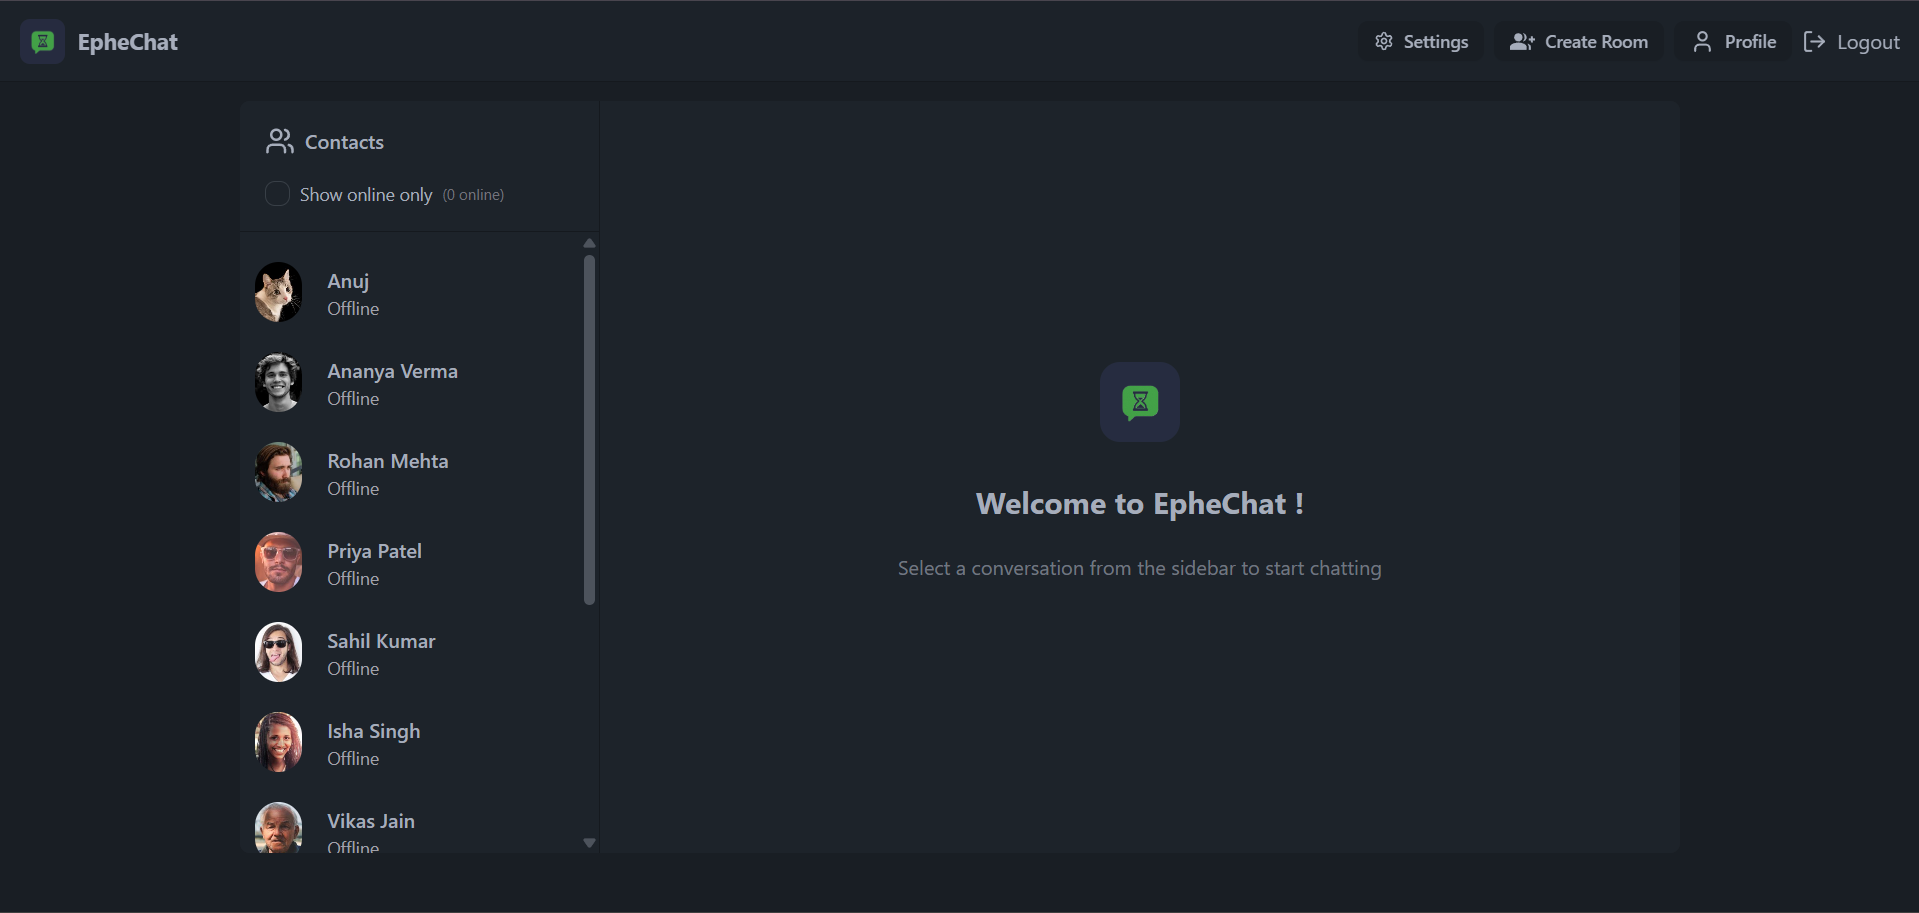 EpheChat
Settings
Create Room
Profile
Logout
Contacts
Show online only (0 online)
Anuj
Offline
Ananya Verma
Offline
Rohan Mehta
Offline
Priya Patel
Offline
Sahil Kumar
Offline
Isha Singh
Offline
Vikas Jain
Offline
Welcome to EpheChat !
Select a conversation from the sidebar to start chatting